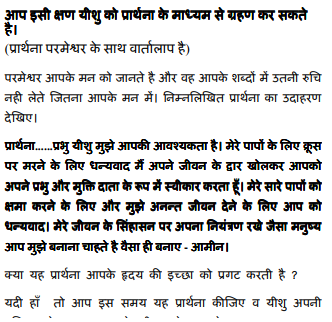 आप इसी क्षण यीशु को प्रार्थना के माध्यम से ग्रहण कर सकते
है।
(प्रार्थना परमेश्वर के साथ वार्तालाप है)
परमेश्वर आपके मन को जानते है और वह आपके शब्दों में उतनी रुचि
नही लेते जितना आपके मन में। निम्नलिखित प्रार्थना का उदाहरण
देखिए।
प्रार्थना......प्रभु यीशु मुझे आपकी आवश्यकता है। मेरे पापों के लिए क्रूस
पर मरने के लिए धन्यवाद मैं अपने जीवन के द्वार खोलकर आपको
अपने प्रभु और मुक्ति दाता के रूप में स्वीकार करता हूँ। मेरे सारे पापों को
क्षमा करने के लिए और मुझे अनन्त जीवन देने के लिए आप को
धन्यवाद। मेरे जीवन के सिंहासन पर अपना नियंत्रण रखे जैसा मनुष्य
आप मुझे बनाना चाहते है वैसा ही बनाए - आमीन।
क्या यह प्रार्थना आपके हृदय की इच्छा को प्रगट करती है ?
यदी हाँ तो आप इस समय यह प्रार्थना कीजिए व यीशु अपनी